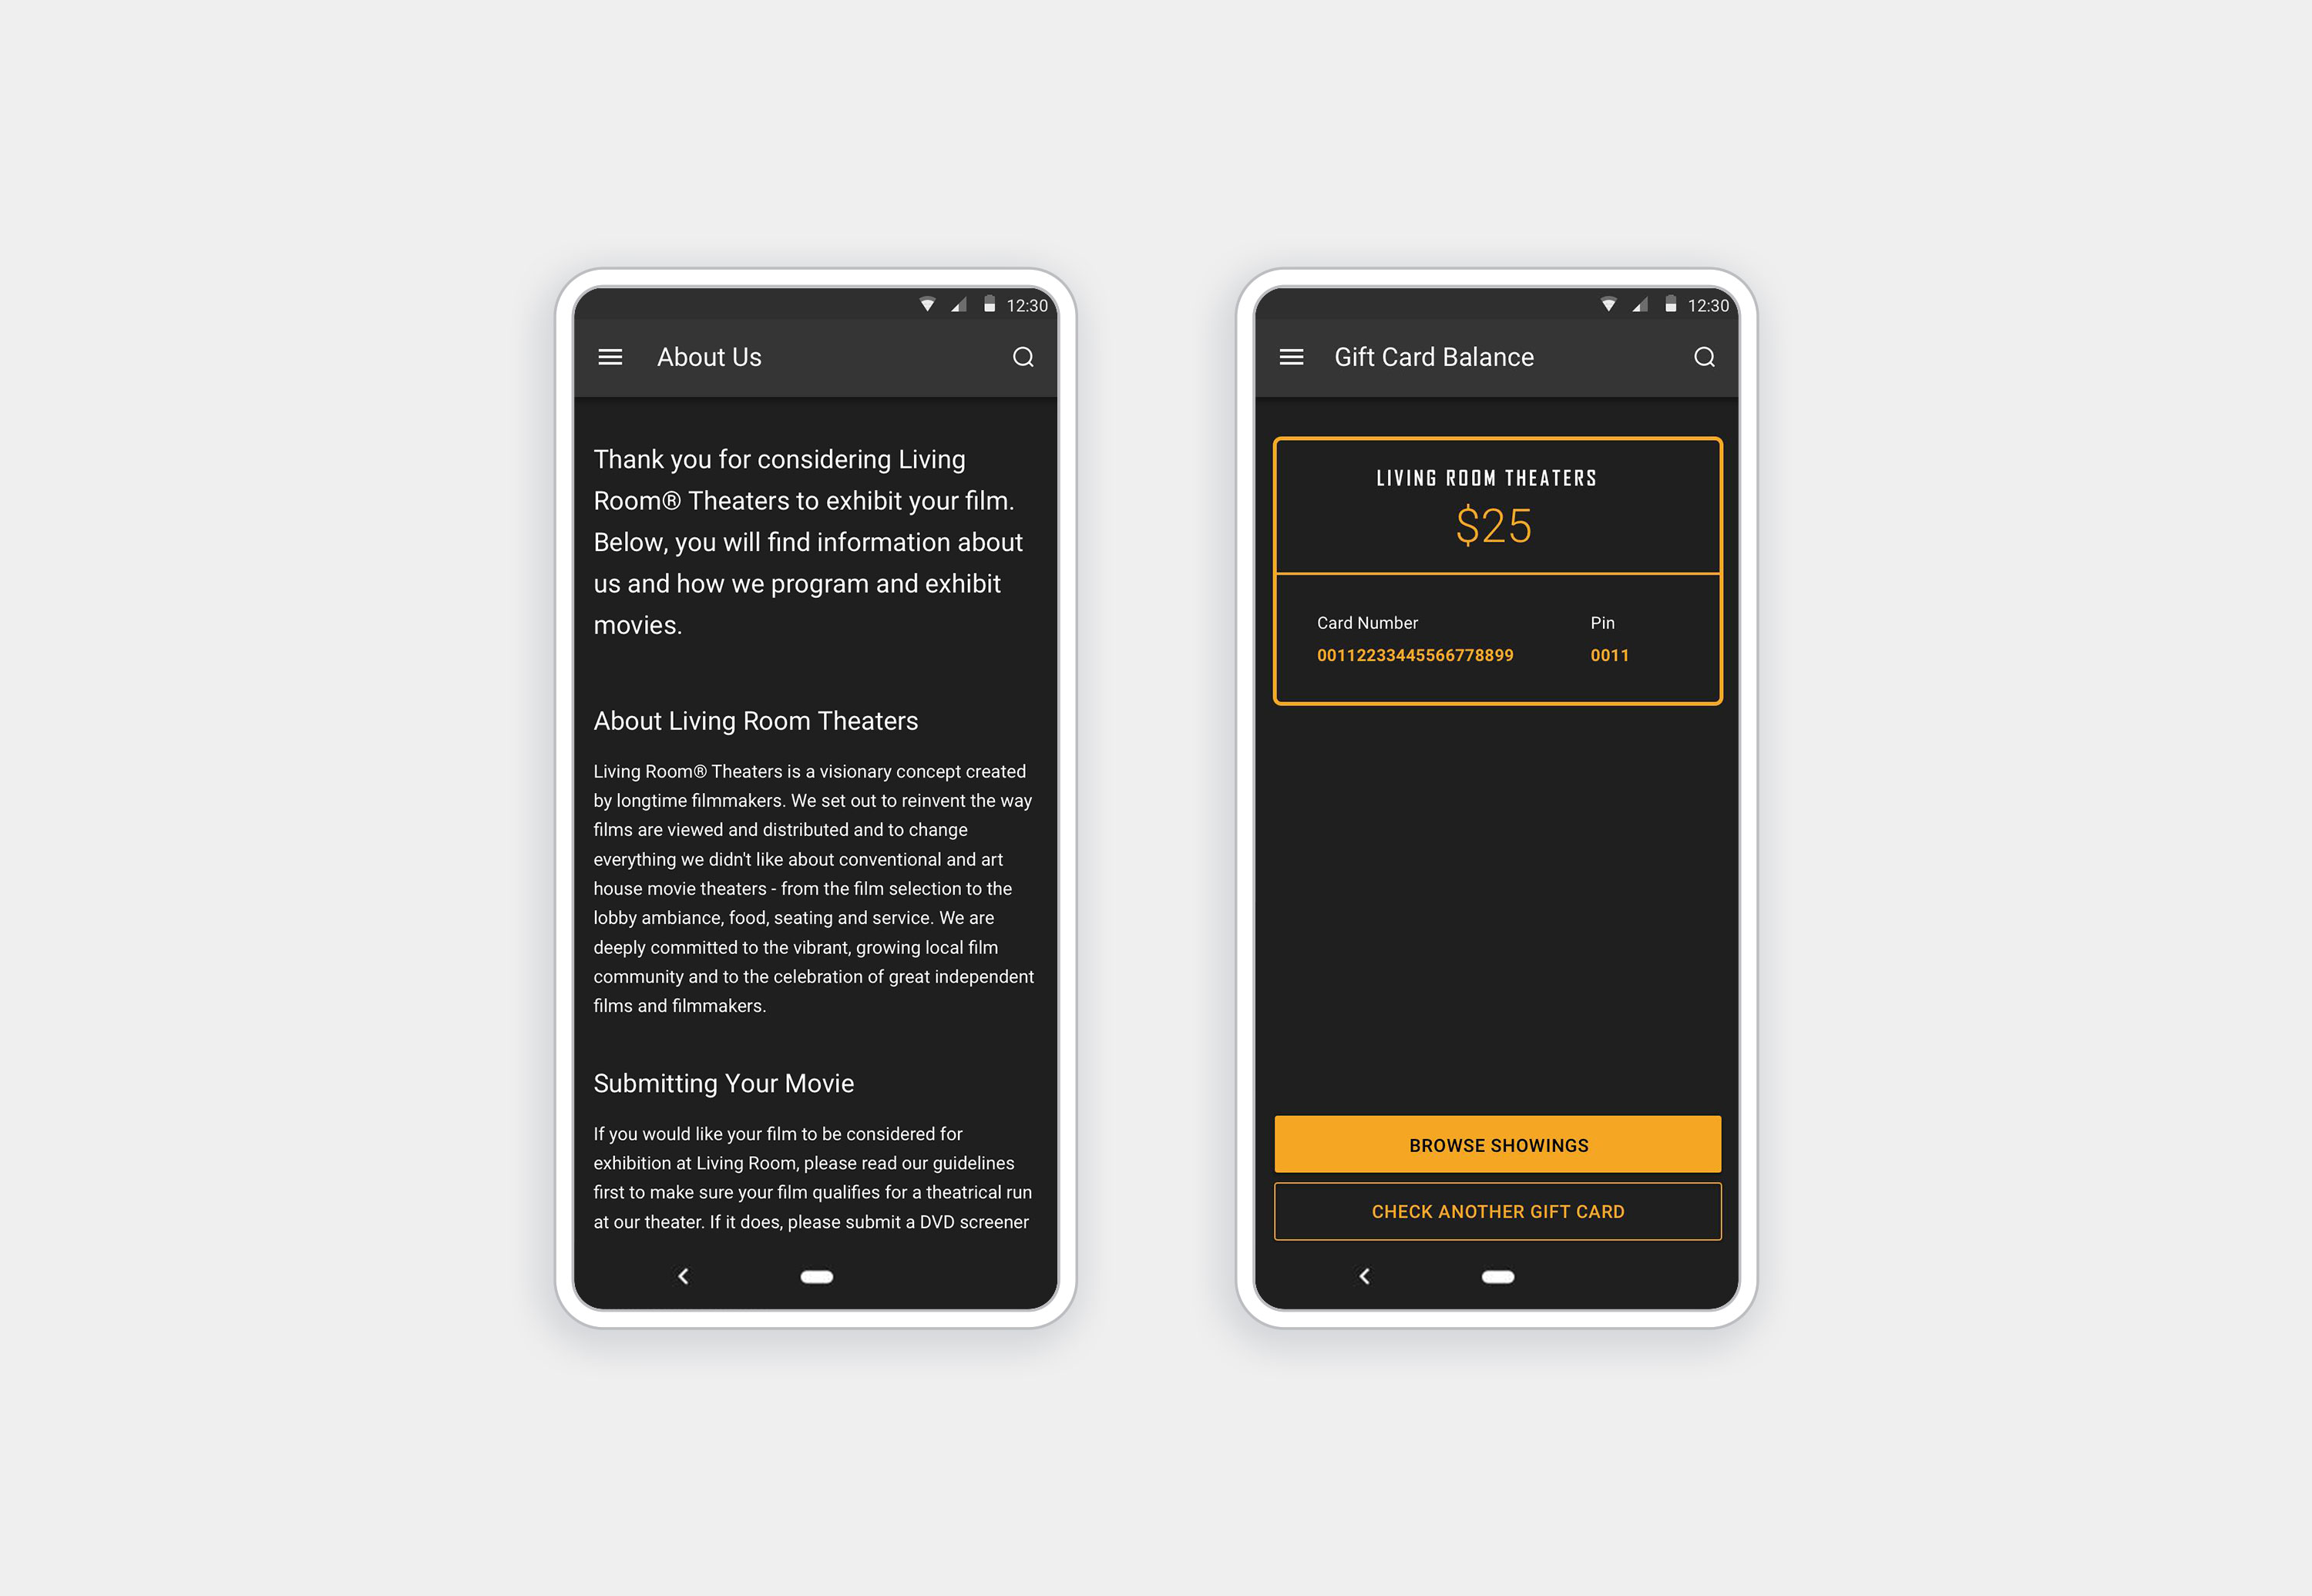 12:30
About Us
Thank you for considering Living
Room® Theaters to exhibit your film.
Below, you will find information about
us and how we program and exhibit
movies.
About Living Room Theaters
Living Room® Theaters is a visionary concept created
by longtime filmmakers. We set out to reinvent the way
films are viewed and distributed and to change
everything we didn't like about conventional and art
house movie theaters - from the film selection to the
lobby ambiance, food, seating and service. We are
deeply committed to the vibrant, growing local film
community and to the celebration of great independent
films and filmmakers.
Submitting Your Movie
If you would like your film to be considered for
exhibition at Living Room, please read our guidelines
first to make sure your film qualifies for a theatrical run
at our theater. If it does, please submit a DVD screener
12:30
Gift Card Balance
LIVING ROOM THEATERS
$25
Card Number Pin
00112233445566778899 0011
BROWSE SHOWINGS
CHECK ANOTHER GIFT CARD